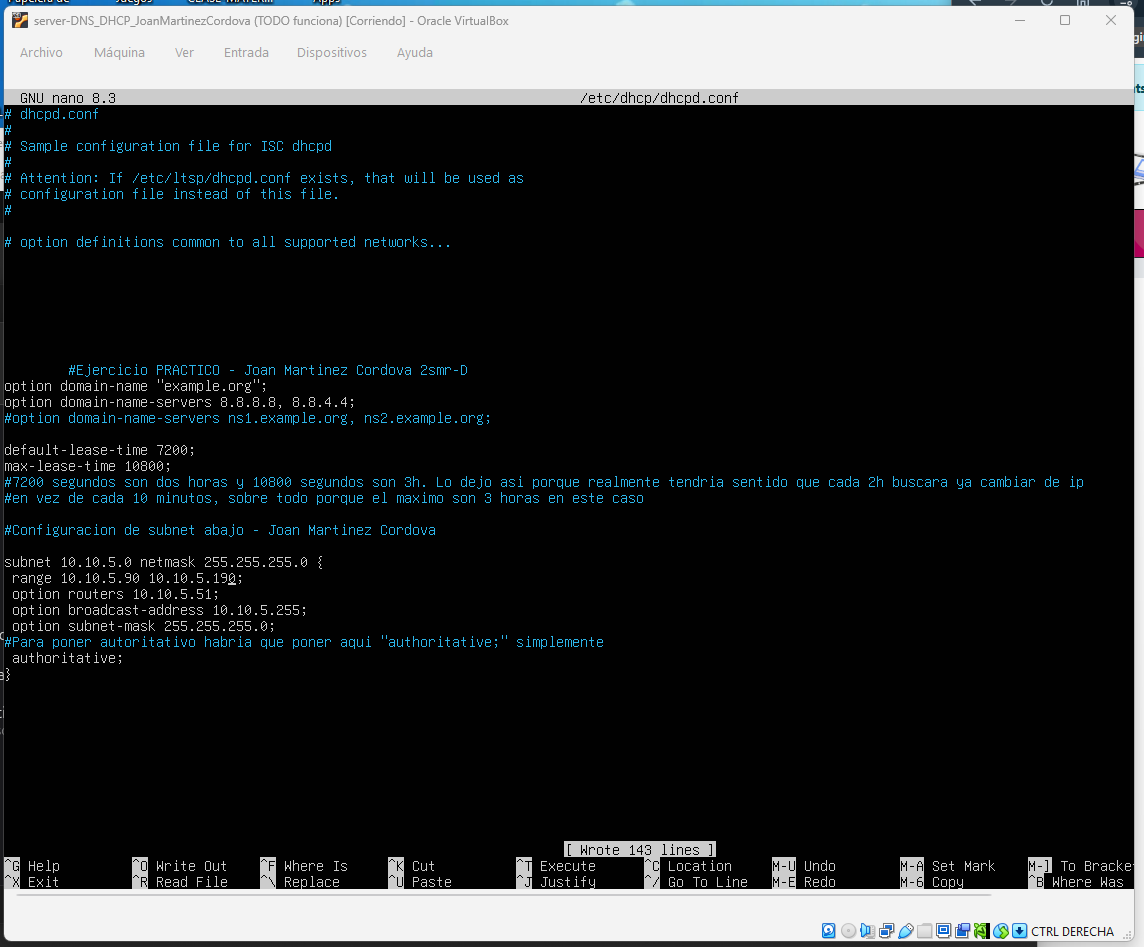 server-DNS_DHCP_JoanMartinezCordova (TODO funciona) [Corriendo] - Oracle VirtualBox
Archivo Máquina Ver Entrada Dispositivos Ayuda
GNU nano 8.3 /etc/dhcp/dhcpd.conf
# dhcpd.conf
#
# Sample configuration file for ISC dhcpd
#
# Attention: If /etc/ltsp/dhcpd.conf exists, that will be used as
# configuration file instead of this file.
#
# option definitions common to all supported networks...
#Ejercicio PRACTICO - Joan Martinez Cordova 2smr-D
option domain-name "example.org";
option domain-name-servers 8.8.8.8, 8.8.4.4;
#option domain-name-servers ns1.example.org, ns2.example.org;
default-lease-time 7200;
max-lease-time 10800;
#7200 segundos son dos horas y 10800 segundos son 3h. Lo dejo asi porque realmente tendria sentido que cada 2h buscara ya cambiar de ip
#en vez de cada 10 minutos, sobre todo porque el maximo son 3 horas en este caso
#Configuracion de subnet abajo - Joan Martinez Cordova
subnet 10.10.5.0 netmask 255.255.255.0 {
range 10.10.5.90 10.10.5.190;
option routers 10.10.5.51;
option broadcast-address 10.10.5.255;
option subnet-mask 255.255.255.0;
#Para poner autoritativo habria que poner aqui "authoritative;" simplemente
authoritative;
}
[ Wrote 143 lines ]
^G Help ^O Write Out ^F Where Is ^K Cut ^T Execute ^C Location M-U Undo M-A Set Mark M-] To Bracke
^X Exit ^R Read File ^\ Replace ^U Paste ^J Justify ^/ Go To Line M-E Redo M-6 Copy ^B Where Was
CTRL DERECHA